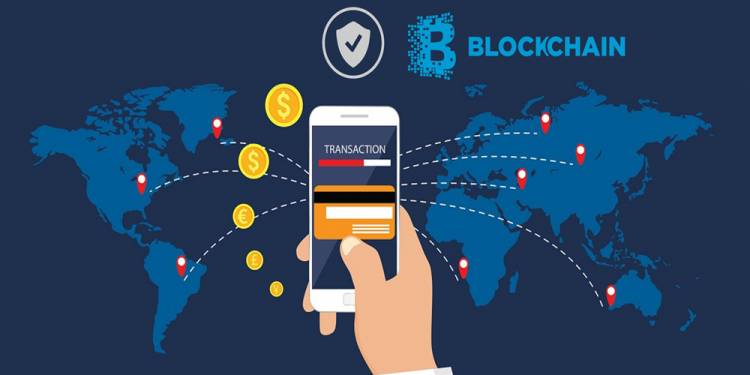 BLOCKCHAIN
$
TRANSACTION
$
€
£
¥